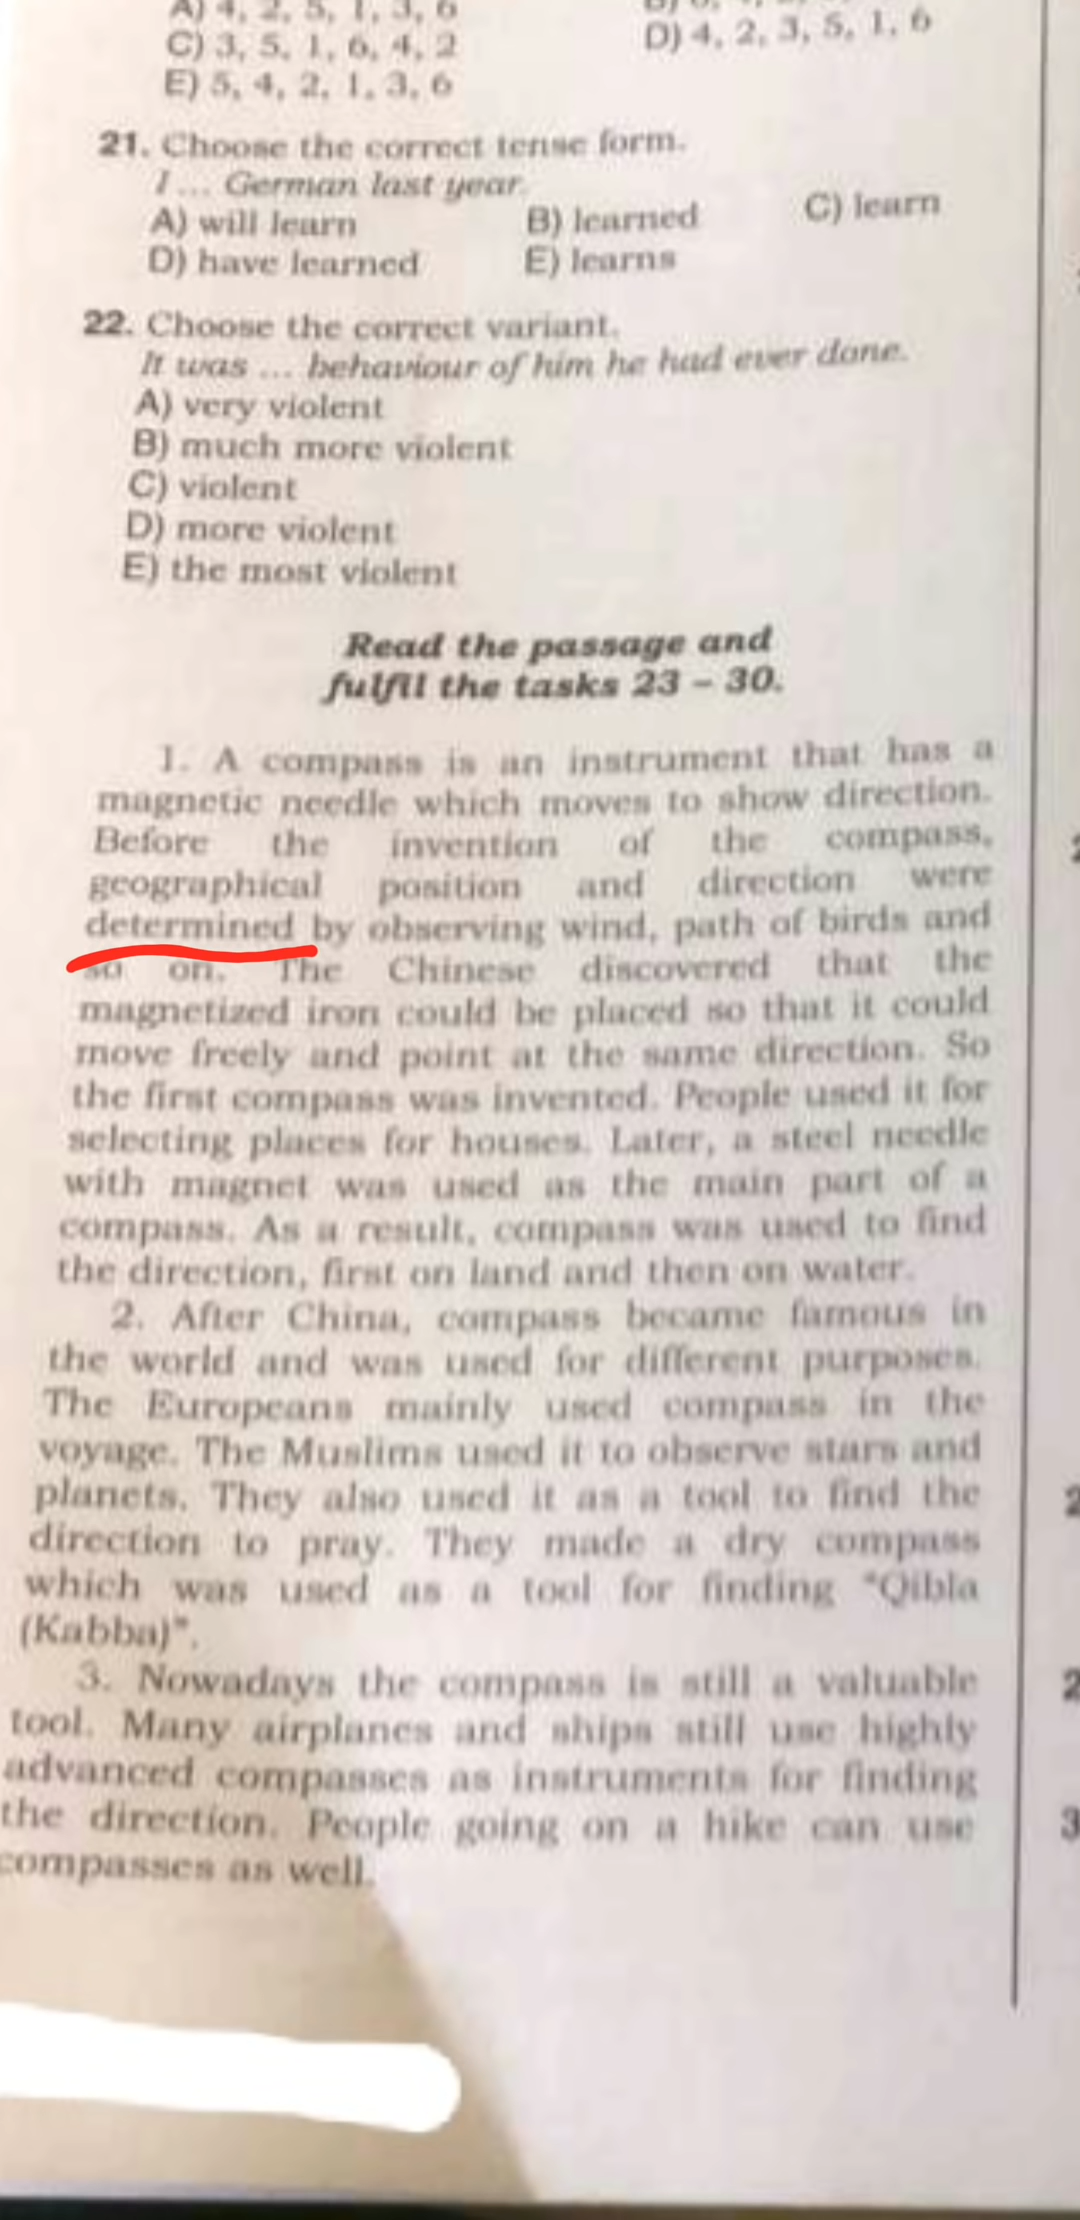 A) 4, 2, 5, 1, 3, 6
C) 3, 5, 1, 6, 4, 2
D) 4, 2, 3, 5, 1, 6
E) 5, 4, 2, 1, 3, 6
21. Choose the correct tense form.
I ... German last year.
A) will learn B) learned C) learn
D) have learned E) learns
22. Choose the correct variant.
It was ... behaviour of him he had ever done.
A) very violent
B) much more violent
C) violent
D) more violent
E) the most violent
Read the passage and
fulfil the tasks 23 – 30.
1. A compass is an instrument that has a
magnetic needle which moves to show direction.
Before the invention of the compass,
geographical position and direction were
determined by observing wind, path of birds and
so on. The Chinese discovered that the
magnetized iron could be placed so that it could
move freely and point at the same direction. So
the first compass was invented. People used it for
selecting places for houses. Later, a steel needle
with magnet was used as the main part of a
compass. As a result, compass was used to find
the direction, first on land and then on water.
2. After China, compass became famous in
the world and was used for different purposes.
The Europeans mainly used compass in the
voyage. The Muslims used it to observe stars and
planets. They also used it as a tool to find the
direction to pray. They made a dry compass
which was used as a tool for finding "Qibla
(Kabba)".
3. Nowadays the compass is still a valuable
tool. Many airplanes and ships still use highly
advanced compasses as instruments for finding
the direction. People going on a hike can use
compasses as well.